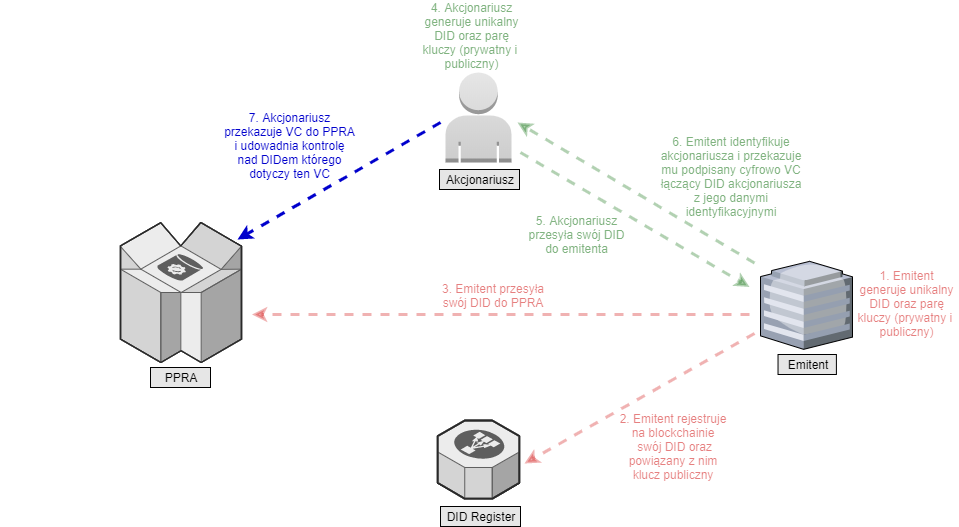 4. Akcjonariusz
generuje unikalny
DID oraz parę
kluczy (prywatny i
publiczny)
7. Akcjonariusz
przekazuje VC do PPRA
i udowadnia kontrolę
nad DIDem którego
dotyczy ten VC
6. Emitent identyfikuje
akcjonariusza i przekazuje
mu podpisany cyfrowo VC
łączący DID akcjonariusza
z jego danymi
identyfikacyjnymi
Akcjonariusz
5. Akcjonariusz
przesyła swój DID
do emitenta
3. Emitent przesyła
swój DID do PPRA
1. Emitent
generuje unikalny
DID oraz parę
kluczy (prywatny i
publiczny)
PPRA
Emitent
2. Emitent rejestruje
na blockchainie
swój DID oraz
powiązany z nim
klucz publiczny
DID Register